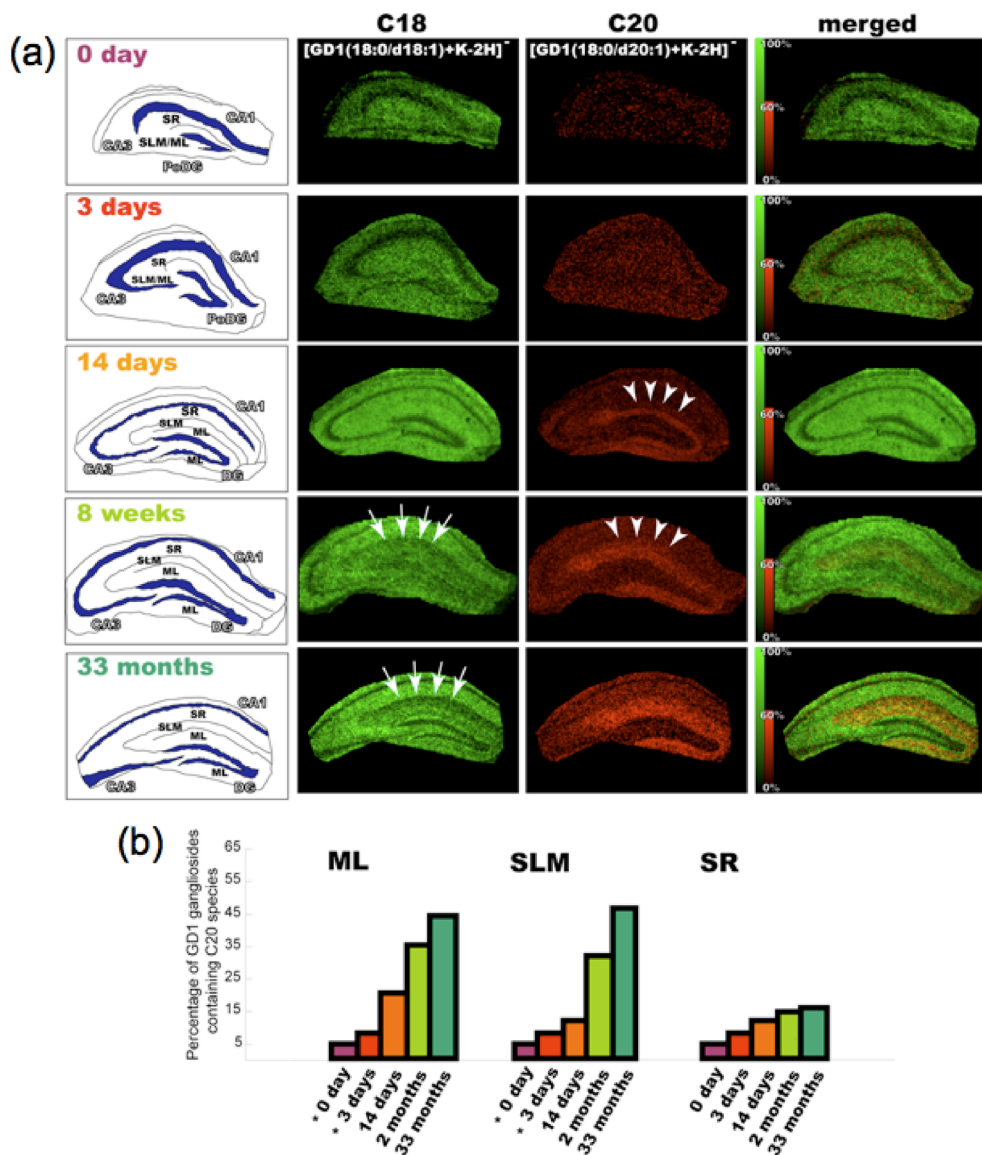 C18 C20 merged
(a)
0 day
[GD1(18:0/d18:1)+K-2H]⁻ [GD1(18:0/d20:1)+K-2H]⁻
100%
60%
0%
SR
CA1
CA3
SLM/ML
PoDG
3 days
100%
60%
0%
SR
CA1
SLM/ML
CA3
PoDG
14 days
100%
60%
0%
SR
CA1
SLM
ML
ML
CA3
DG
8 weeks
100%
60%
0%
SR
CA1
SLM
ML
ML
CA3
DG
33 months
100%
60%
0%
CA1
SR
SLM
ML
ML
CA3
DG
(b)
Percentage of GD1 gangliosides
containing C20 species
65
55
45
35
25
15
5
ML SLM SR
* 0 day
* 3 days
14 days
2 months
33 months
* 0 day
* 3 days
14 days
2 months
33 months
0 day
3 days
14 days
2 months
33 months